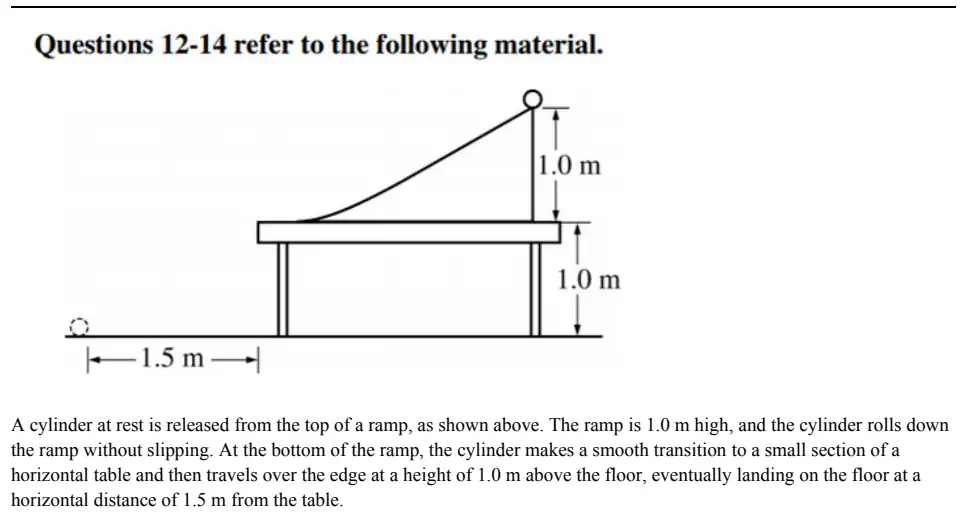 Questions 12-14 refer to the following material.
1.0 m
1.0 m
1.5 m
A cylinder at rest is released from the top of a ramp, as shown above. The ramp is 1.0 m high, and the cylinder rolls down
the ramp without slipping. At the bottom of the ramp, the cylinder makes a smooth transition to a small section of a
horizontal table and then travels over the edge at a height of 1.0 m above the floor, eventually landing on the floor at a
horizontal distance of 1.5 m from the table.